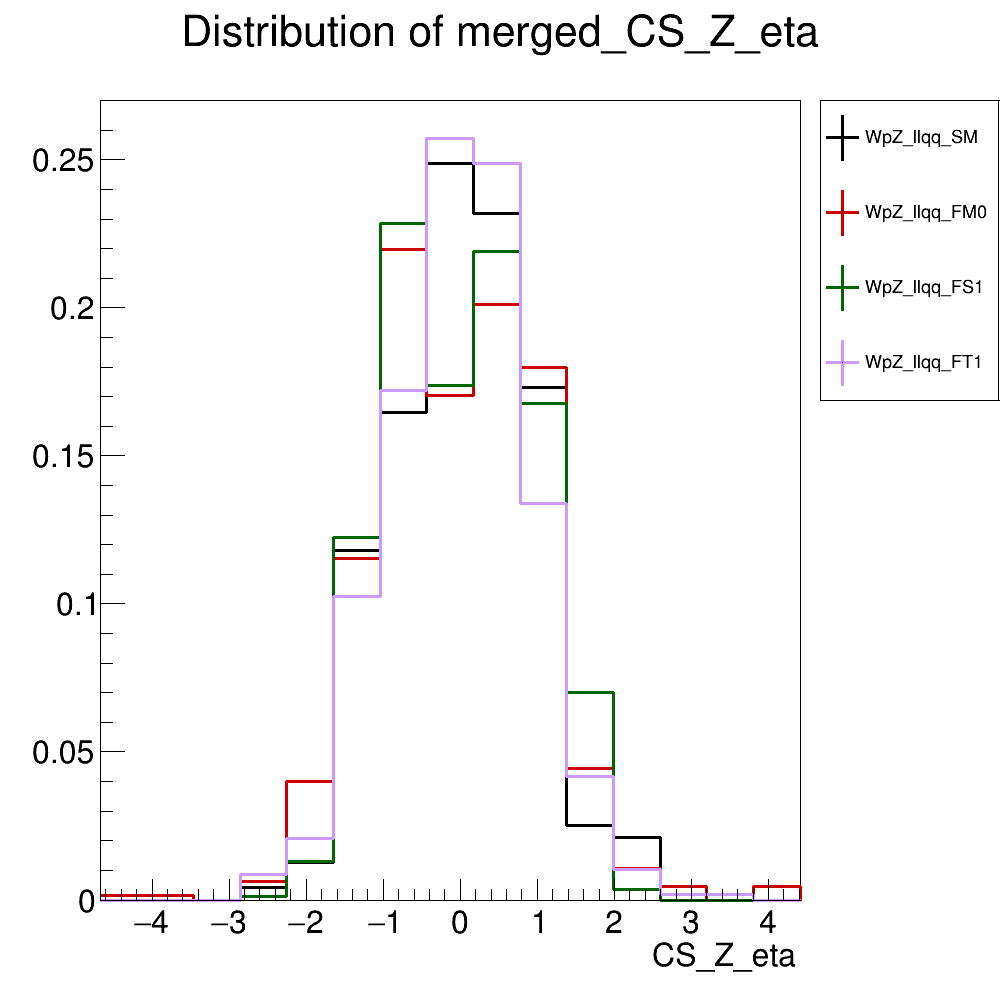 Distribution of merged_CS_Z_eta
WpZ_llqq_SM
WpZ_llqq_FM0
WpZ_llqq_FS1
WpZ_llqq_FT1
0.25
0.2
0.15
0.1
0.05
0
−4 −3 −2 −1 0 1 2 3 4
CS_Z_eta